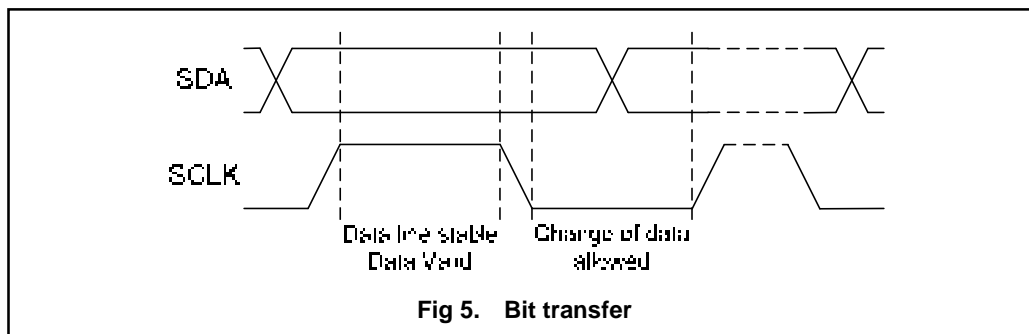 SDA
SCLK
Data line stable
Data Valid
Change of data
allowed
Fig 5. Bit transfer